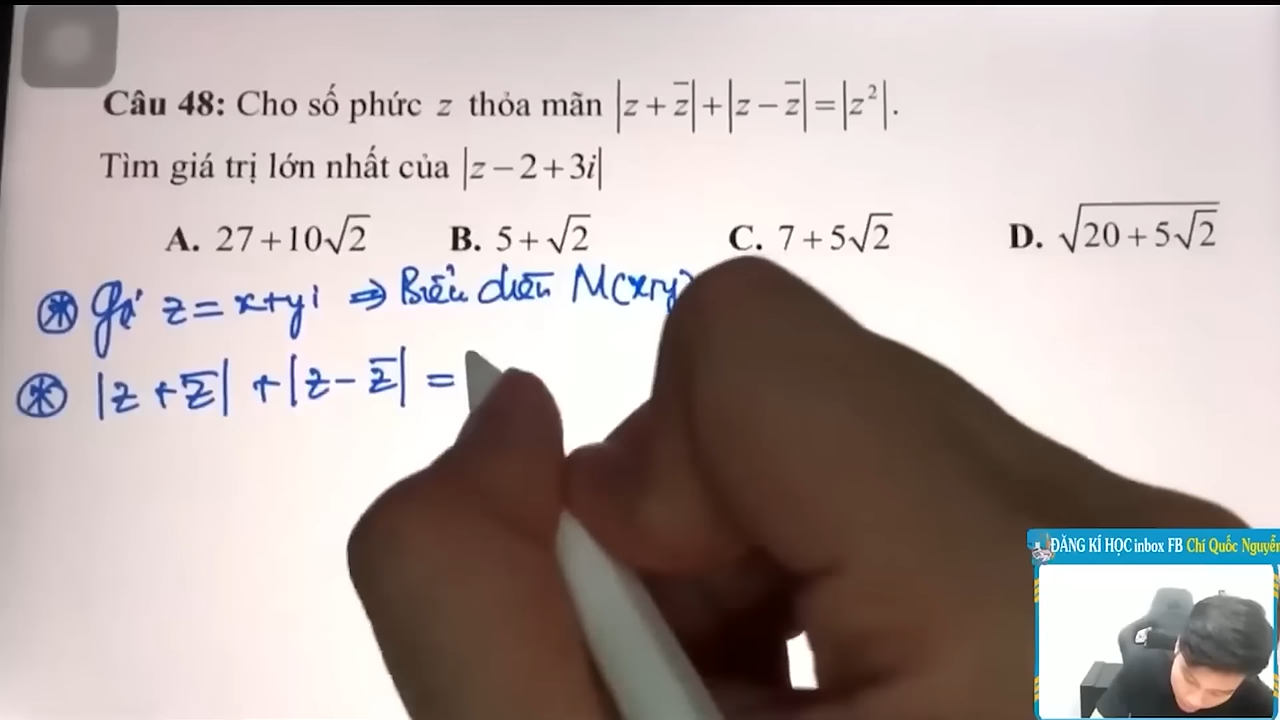 Câu 48: Cho số phức z thỏa mãn |z + z̅| + |z − z̅| = |z²|.
Tìm giá trị lớn nhất của |z − 2 + 3i|
A. 27 + 10√2 B. 5 + √2 C. 7 + 5√2 D. √(20 + 5√2)
z = x + yi ⇒ Biểu diễn M(x,y)
|z + z̅| + |z − z̅| =
ĐĂNG KÍ HỌC inbox FB Chí Quốc Nguyễn